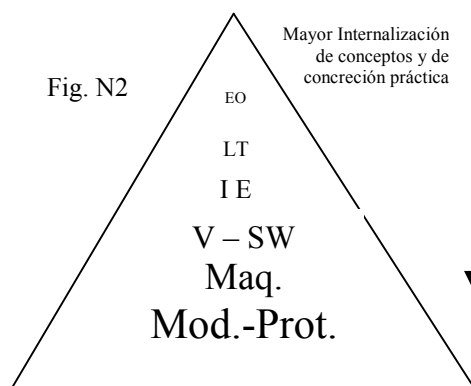 Mayor Internalización
de conceptos y de
concreción práctica
Fig. N2
EO
LT
I E
V – SW
Maq.
Mod.-Prot.